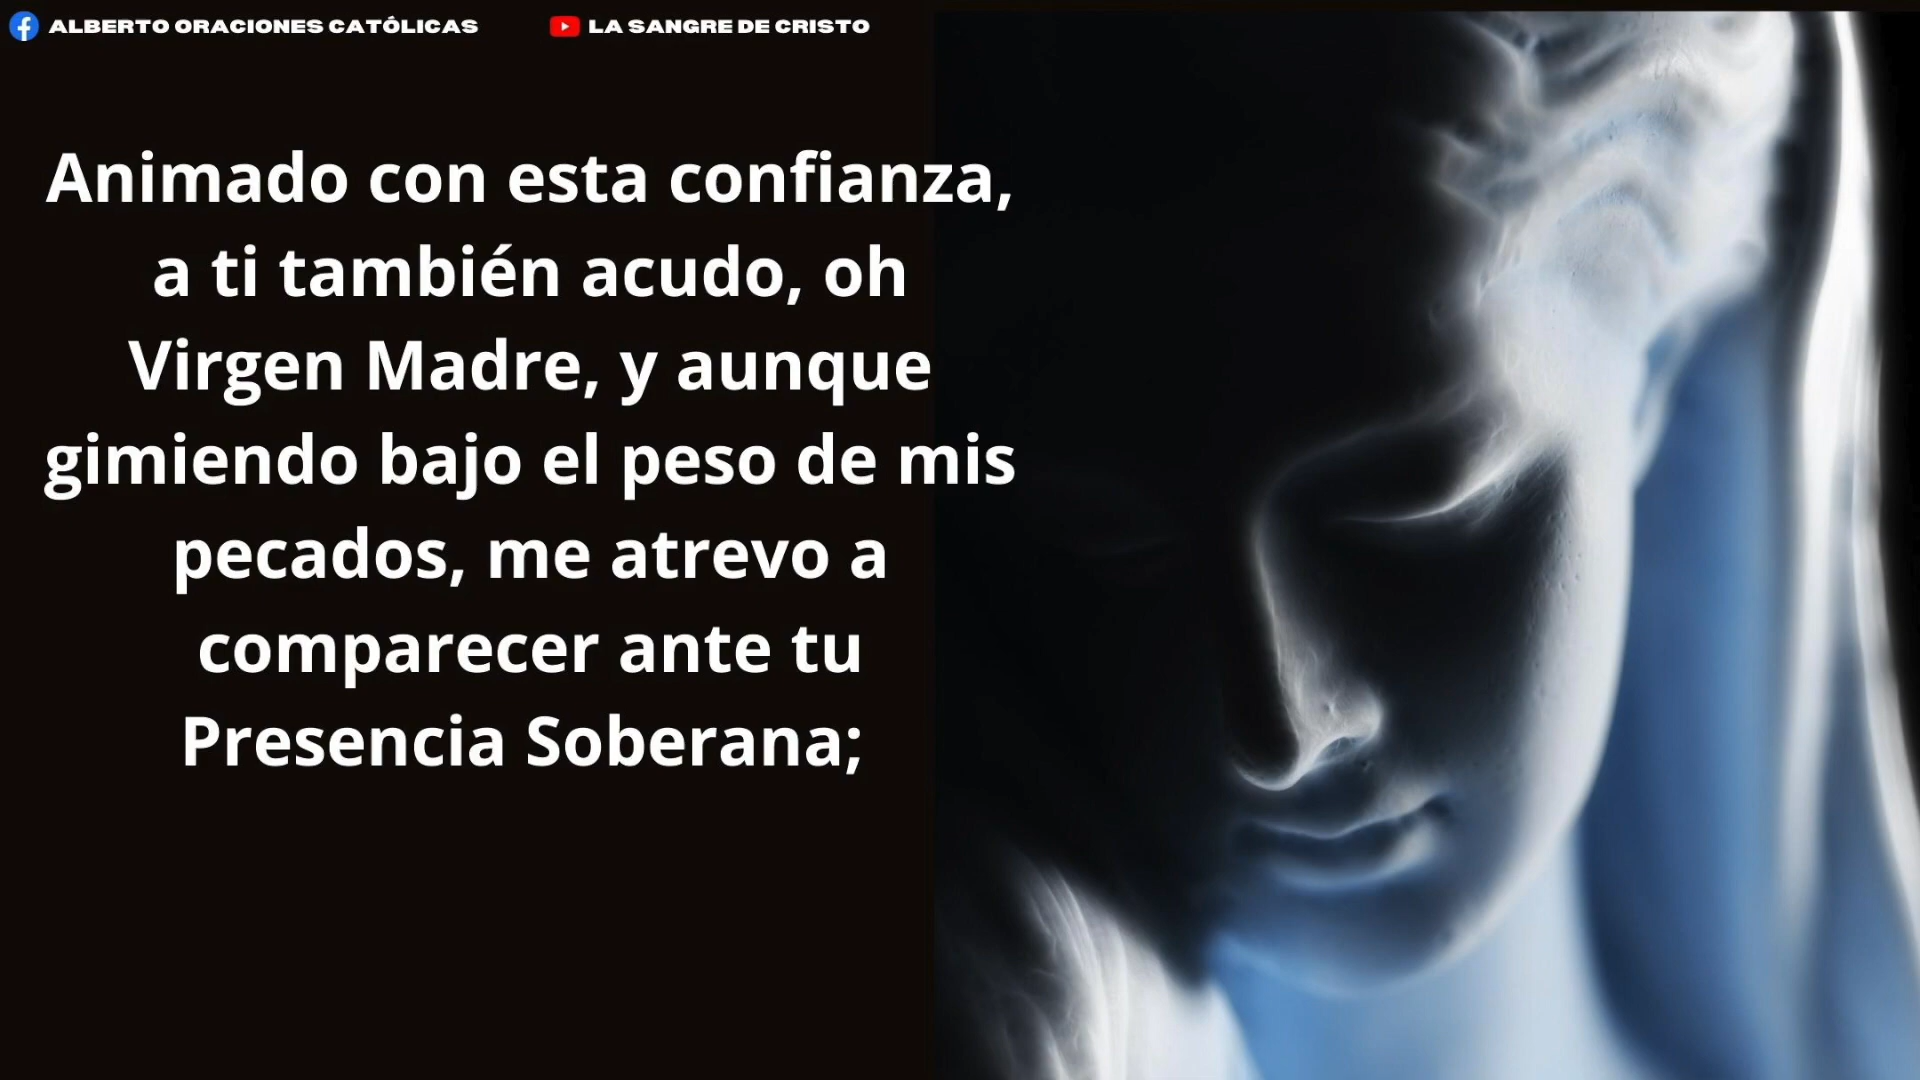 ALBERTO ORACIONES CATÓLICAS
LA SANGRE DE CRISTO
Animado con esta confianza,
a ti también acudo, oh
Virgen Madre, y aunque
gimiendo bajo el peso de mis
pecados, me atrevo a
comparecer ante tu
Presencia Soberana;